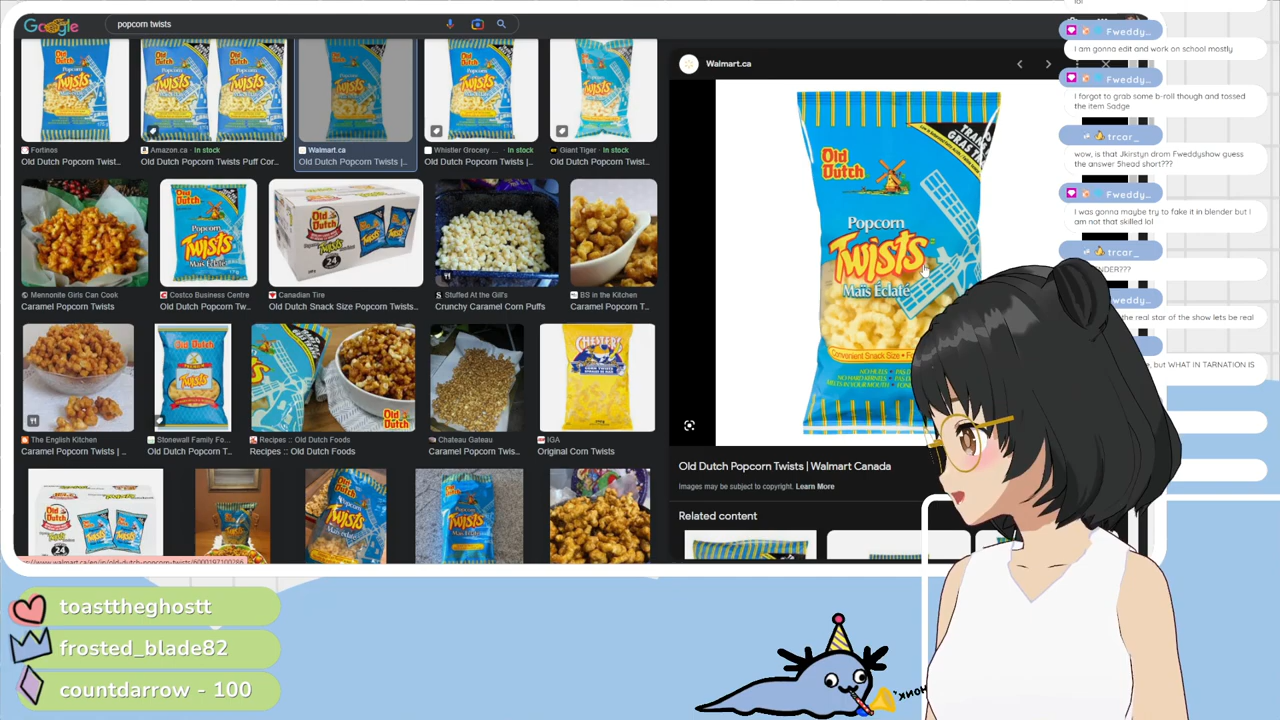 Google
popcorn twists
Fortinos
Old Dutch Popcorn Twist...
Amazon.ca · In stock
Old Dutch Popcorn Twists Puff Cor...
Walmart.ca
Old Dutch Popcorn Twists |...
Whistler Grocery ... · In stock
Old Dutch Popcorn Twists |...
Giant Tiger · In stock
Old Dutch Popcorn Twist...
Mennonite Girls Can Cook
Caramel Popcorn Twists
Costco Business Centre
Old Dutch Popcorn Tw...
Canadian Tire
Old Dutch Snack Size Popcorn Twists...
Stuffed At the Gill's
Crunchy Caramel Corn Puffs
BS in the Kitchen
Caramel Popcorn T...
The English Kitchen
Caramel Popcorn Twists | ...
Stonewall Family Fo...
Old Dutch Popcorn T...
Recipes :: Old Dutch Foods
Recipes :: Old Dutch Foods
Chateau Gateau
Caramel Popcorn Twis...
IGA
Original Corn Twists
Walmart.ca
Old
Dutch
Popcorn
Twists
Maïs Éclaté
Old Dutch Popcorn Twists | Walmart Canada
Images may be subject to copyright. Learn More
Related content
lol
Fweddy...
I am gonna edit and work on school mostly
Fweddy...
I forgot to grab some b-roll though and tossed
the item Sadge
trcar_
wow, is that Jkirstyn drom Fweddyshow guess
the answer 5head short???
Fweddy...
I was gonna maybe try to fake it in blender but I
am not that skilled lol
trcar_
NDER???
weddy...
the real star of the show lets be real
, but WHAT IN TARNATION IS
toasttheghostt
frosted_blade82
countdarrow - 100
HONK